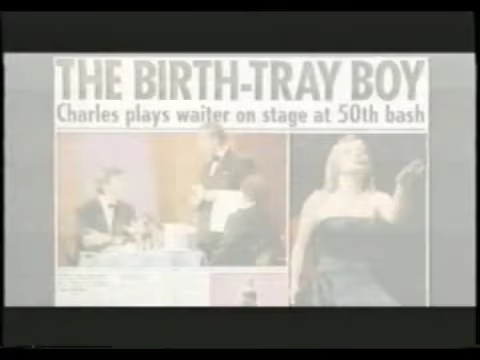 THE BIRTH-TRAY BOY
Charles plays waiter on stage at 50th bash